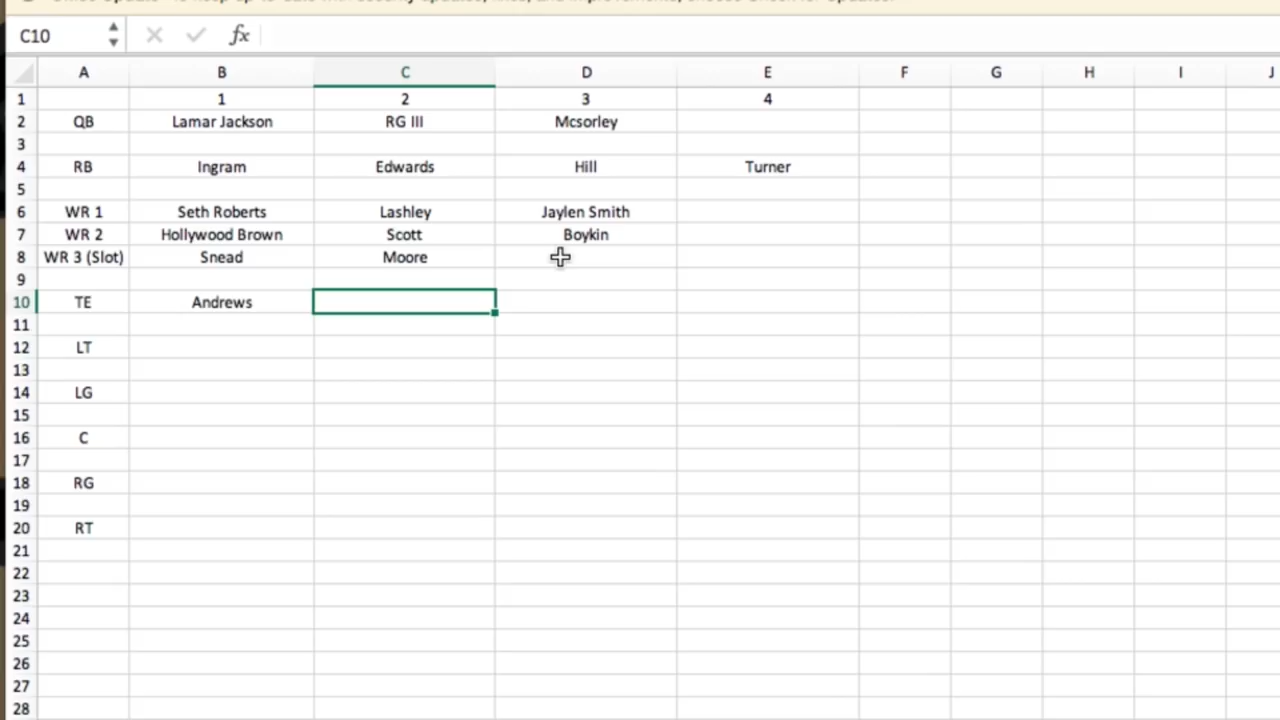 C10 fx
A B C D E F G H I J
1 1 2 3 4
2 QB Lamar Jackson RG III Mcsorley
3
4 RB Ingram Edwards Hill Turner
5
6 WR 1 Seth Roberts Lashley Jaylen Smith
7 WR 2 Hollywood Brown Scott Boykin
8 WR 3 (Slot) Snead Moore
9
10 TE Andrews
11
12 LT
13
14 LG
15
16 C
17
18 RG
19
20 RT
21
22
23
24
25
26
27
28